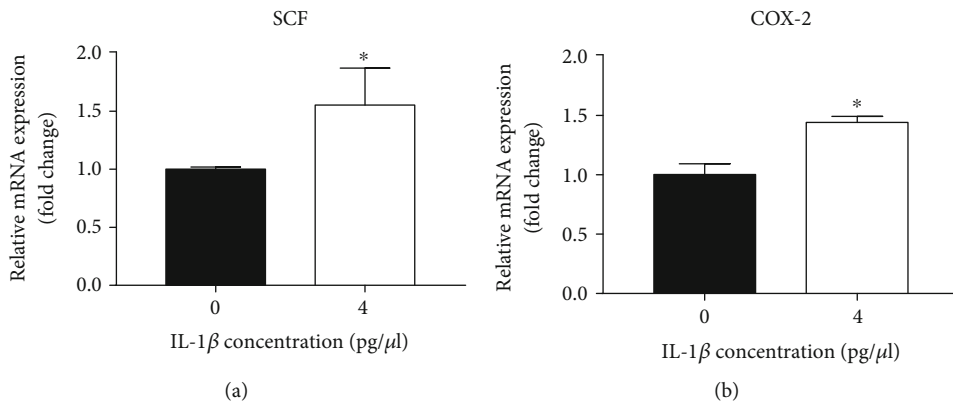 SCF
Relative mRNA expression
(fold change)
2.0
1.5
1.0
0.5
0.0
*
0
4
IL-1β concentration (pg/μl)
(a)
COX-2
Relative mRNA expression
(fold change)
2.0
1.5
1.0
0.5
0.0
*
0
4
IL-1β concentration (pg/μl)
(b)